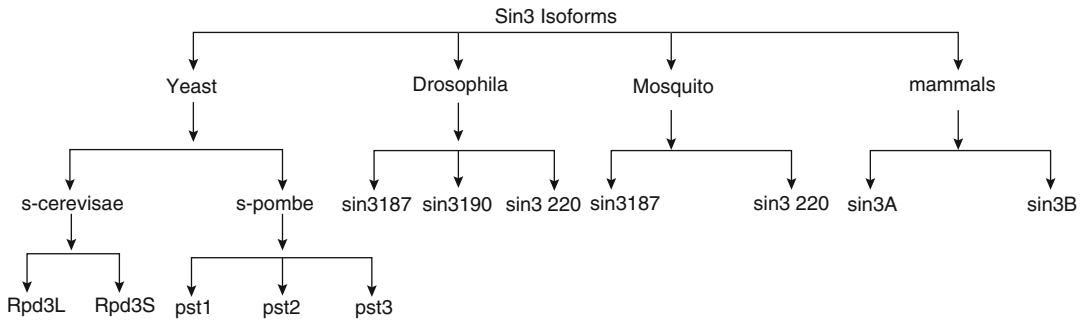 Sin3 Isoforms
Yeast Drosophila Mosquito mammals
s-cerevisae s-pombe sin3187 sin3190 sin3 220 sin3187 sin3 220 sin3A sin3B
Rpd3L Rpd3S pst1 pst2 pst3